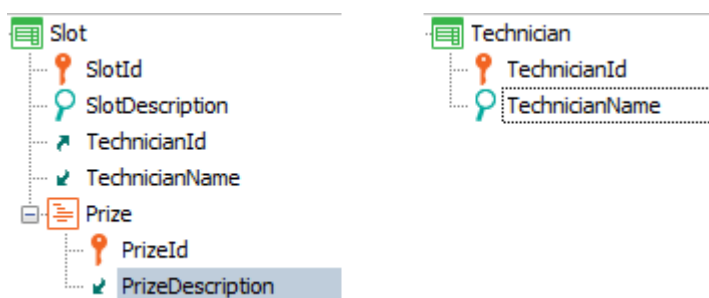 Slot
SlotId
SlotDescription
TechnicianId
TechnicianName
Prize
PrizeId
PrizeDescription
Technician
TechnicianId
TechnicianName